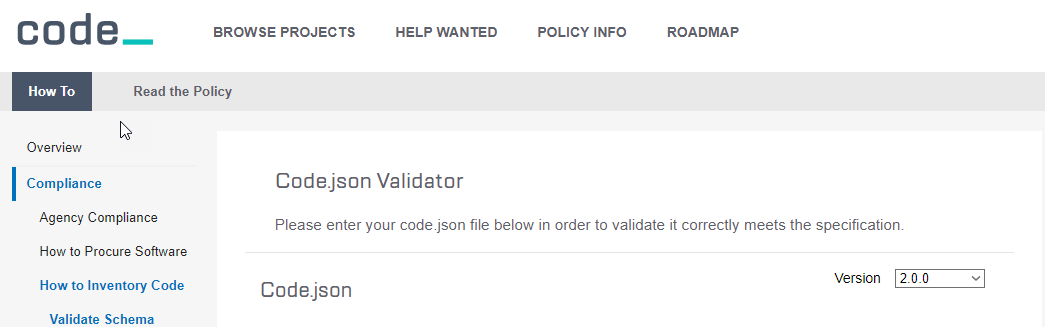 code_
BROWSE PROJECTS HELP WANTED POLICY INFO ROADMAP
How To Read the Policy
Overview
Compliance
Agency Compliance
How to Procure Software
How to Inventory Code
Validate Schema
Code.json Validator
Please enter your code.json file below in order to validate it correctly meets the specification.
Version 2.0.0
Code.json